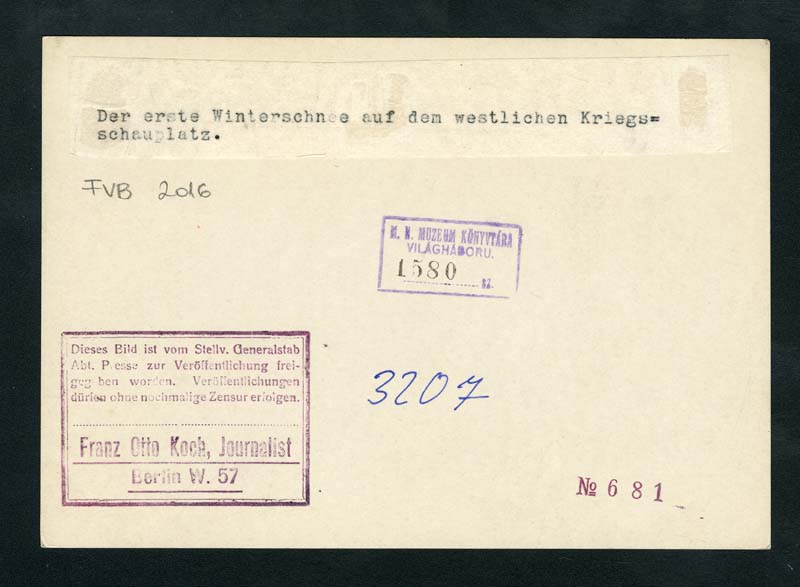 Der erste Winterschnee auf dem westlichen Kriegs=
schauplatz.
FVB 2016
M. N. MUZEUM KÖNYVTÁRA
VILÁGHÁBORU.
1580 sz.
Dieses Bild ist vom Stellv. Generalstab
Abt. Presse zur Veröffentlichung frei-
gegeben worden. Veröffentlichungen
dürfen ohne nochmalige Zensur erfolgen.
Franz Otto Koch, Journalist
Berlin W. 57
3207
№ 681